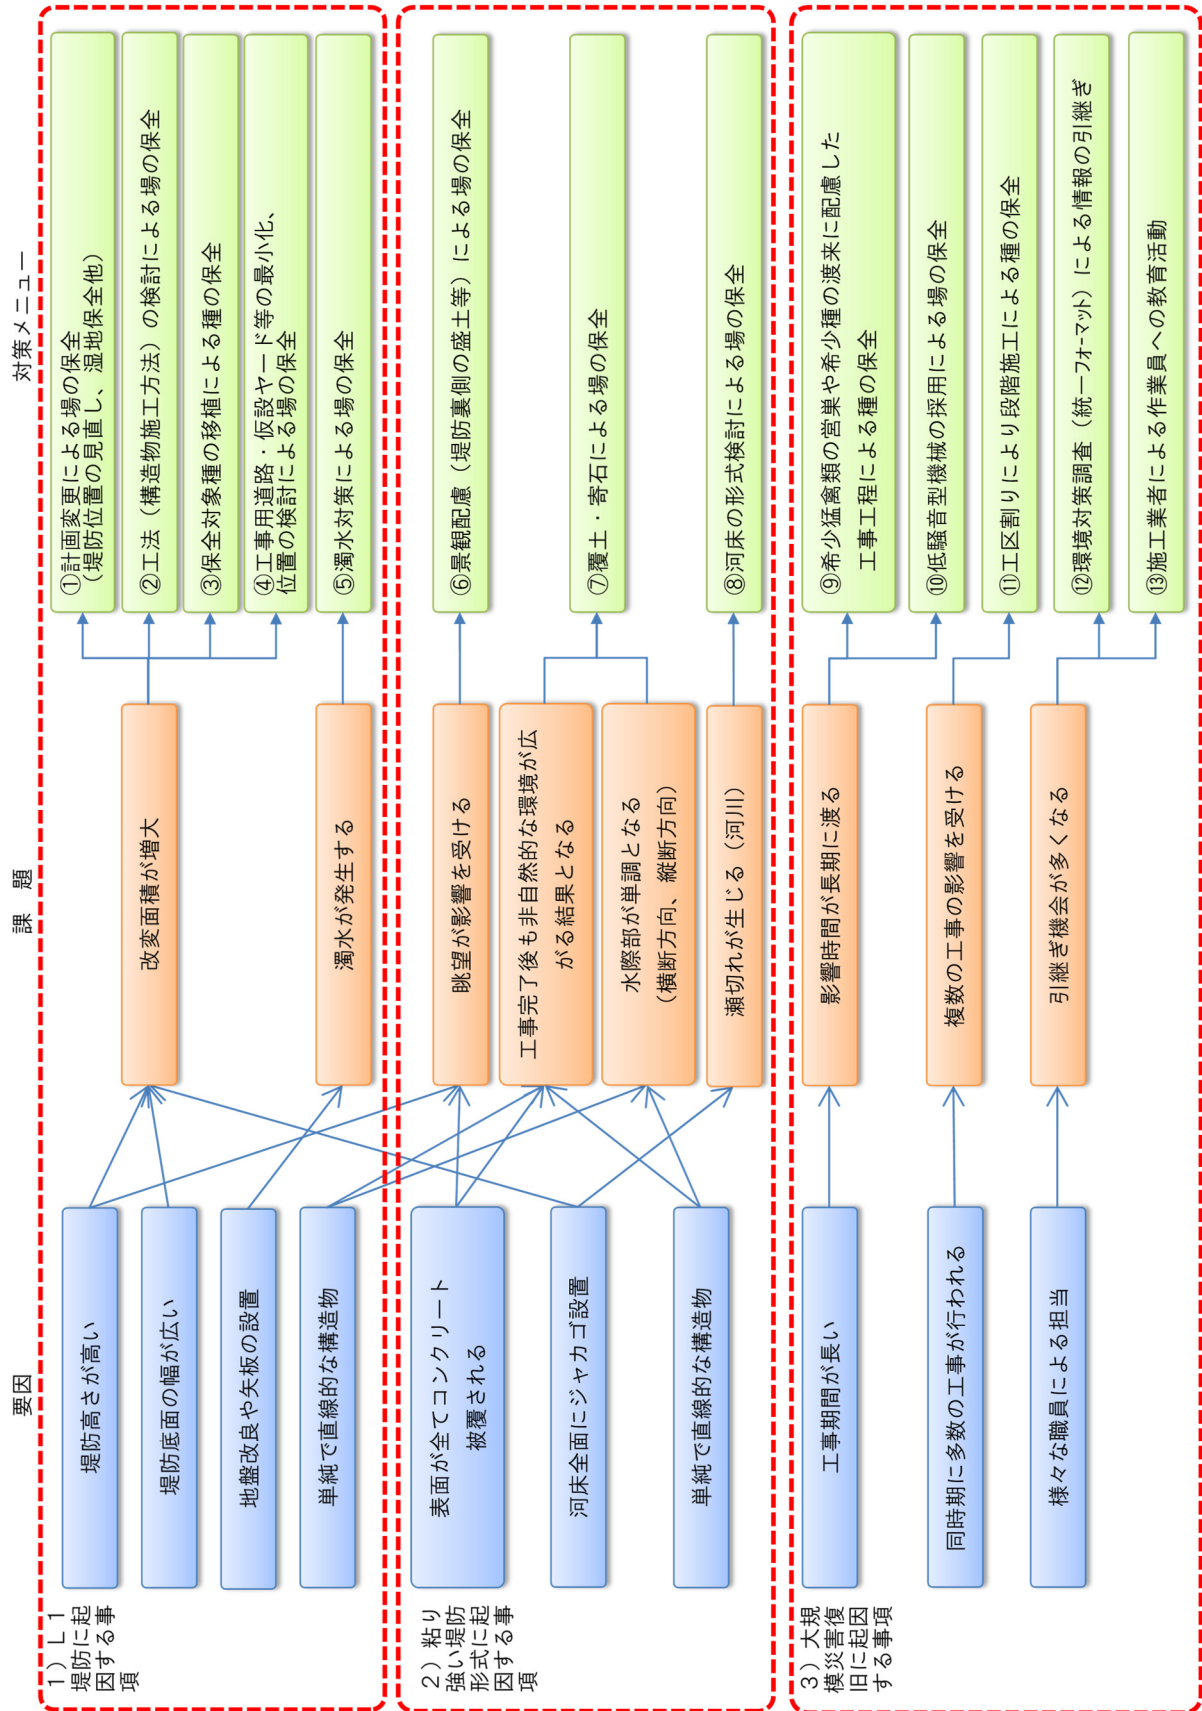 要因
課　題
対策メニュー
１）Ｌ１
堤防に起
因する事
項
堤防高さが高い
堤防底面の幅が広い
地盤改良や矢板の設置
単純で直線的な構造物
改変面積が増大
濁水が発生する
①計画変更による場の保全
（堤防位置の見直し、湿地保全他）
②工法（構造物施工方法）の検討による場の保全
③保全対象種の移植による種の保全
④工事用道路・仮設ヤード等の最小化、
位置の検討による場の保全
⑤濁水対策による場の保全
２）粘り
強い堤防
形式に起
因する事
項
表面が全てコンクリート
被覆される
河床全面にジャカゴ設置
単純で直線的な構造物
眺望が影響を受ける
工事完了後も非自然的な環境が広
がる結果となる
水際部が単調となる
（横断方向、縦断方向）
瀬切れが生じる（河川）
⑥景観配慮（堤防裏側の盛土等）による場の保全
⑦覆土・寄石による場の保全
⑧河床の形式検討による場の保全
３）大規
模災害復
旧に起因
する事項
工事期間が長い
同時期に多数の工事が行われる
様々な職員による担当
影響時間が長期に渡る
複数の工事の影響を受ける
引継ぎ機会が多くなる
⑨希少猛禽類の営巣や希少種の渡来に配慮した
工事工程による種の保全
⑩低騒音型機械の採用による場の保全
⑪工区割りにより段階施工による種の保全
⑫環境対策調査（統一ﾌｫｰﾏｯﾄ）による情報の引継ぎ
⑬施工業者による作業員への教育活動